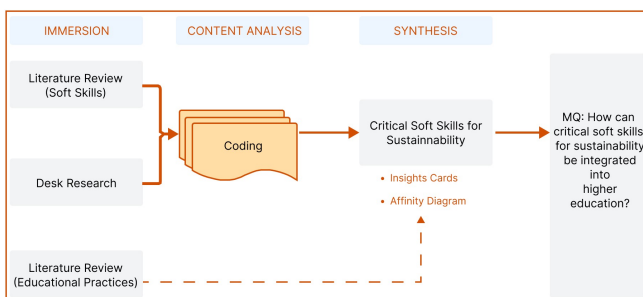 IMMERSION
CONTENT ANALYSIS
SYNTHESIS
Literature Review
(Soft Skills)
Desk Research
Literature Review
(Educational Practices)
Coding
Critical Soft Skills for
Sustainnability
• Insights Cards
• Affinity Diagram
MQ: How can
critical soft skills
for sustainability
be integrated
into
higher
education?